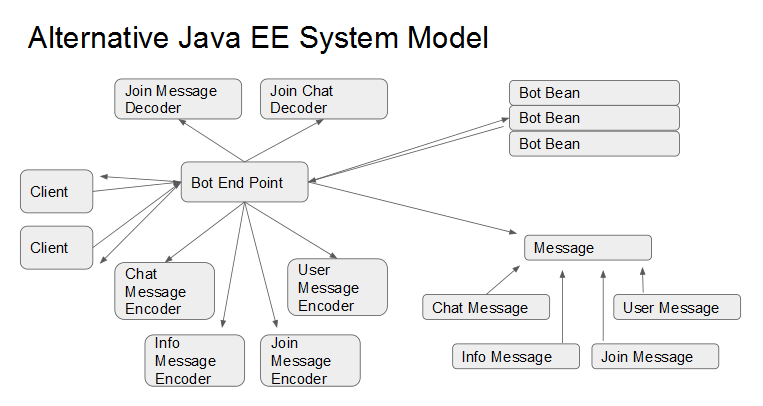 Alternative Java EE System Model
Join Message
Decoder
Join Chat
Decoder
Bot Bean
Bot Bean
Bot Bean
Client
Bot End Point
Client
Message
Chat
Message
Encoder
User
Message
Encoder
Chat Message
User Message
Info
Message
Encoder
Join
Message
Encoder
Info Message
Join Message